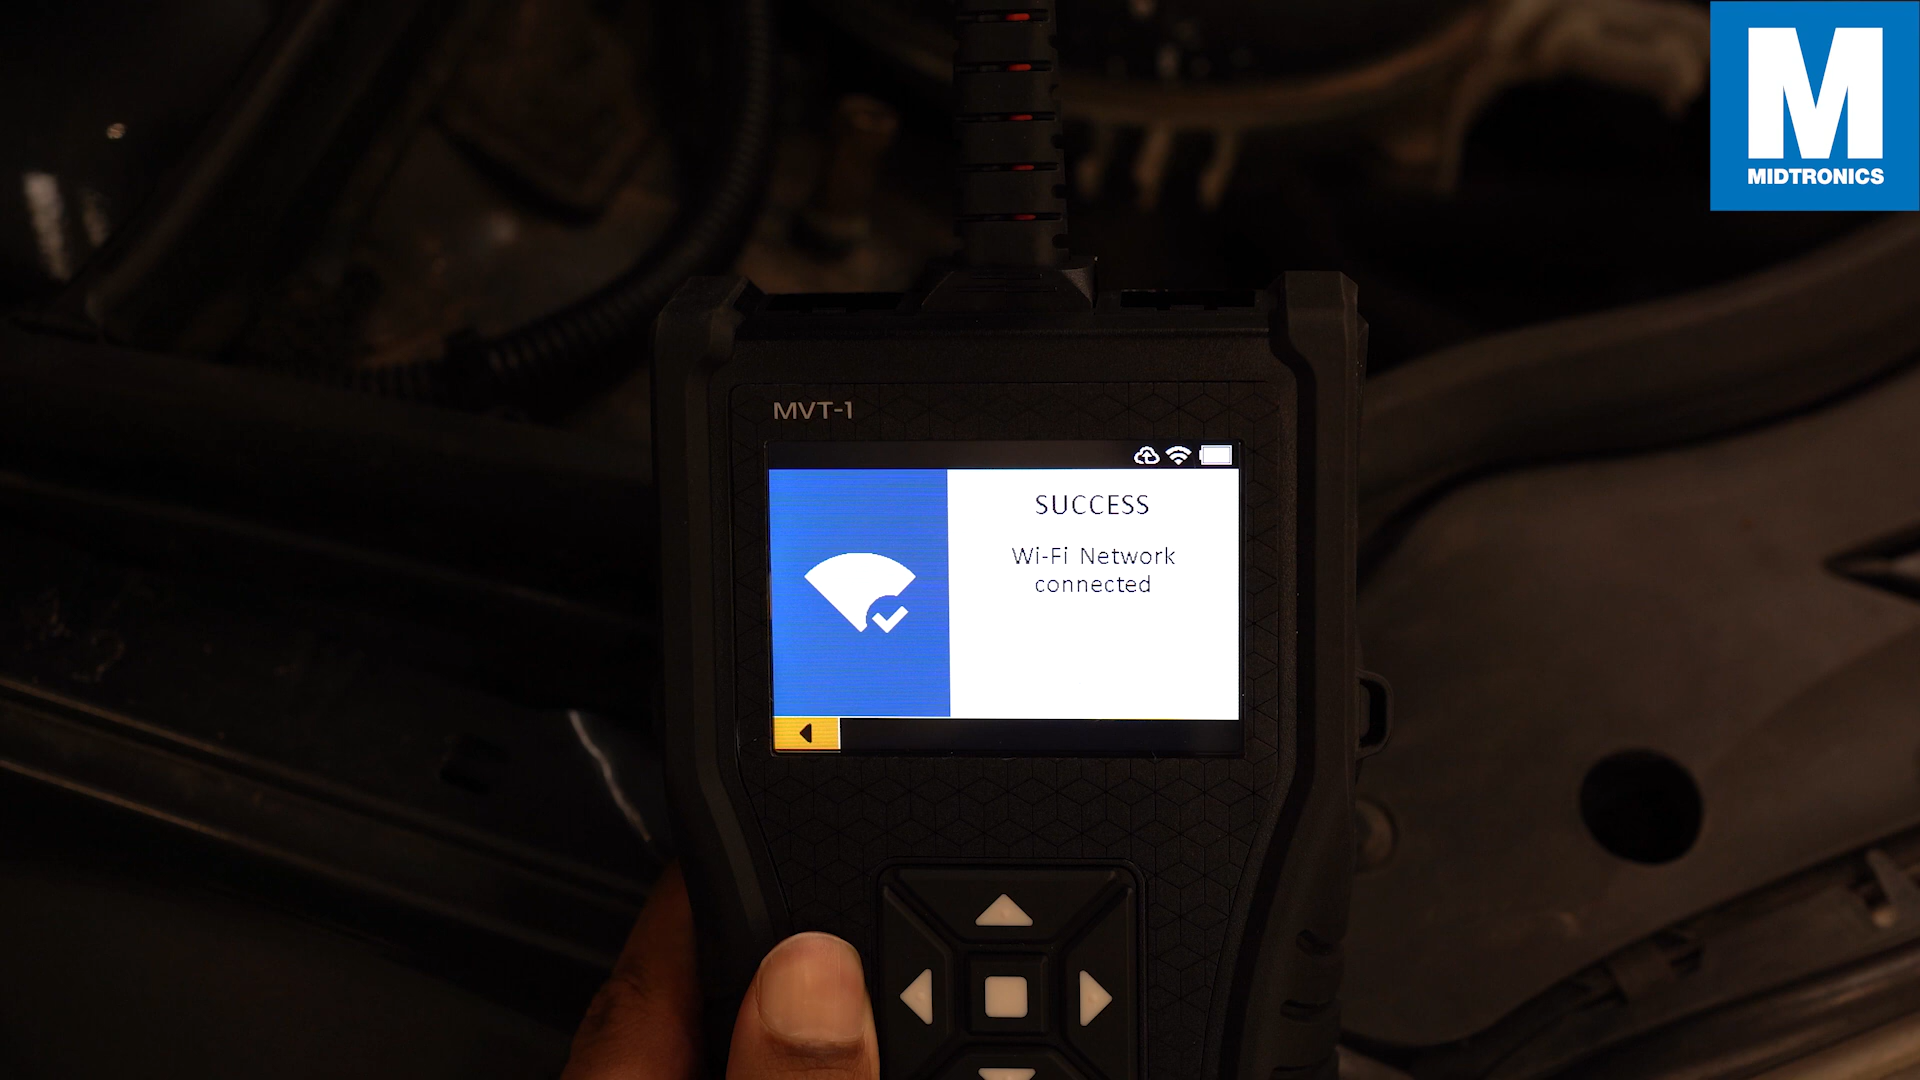 M
MIDTRONICS
MVT-1
SUCCESS
Wi-Fi Network
connected